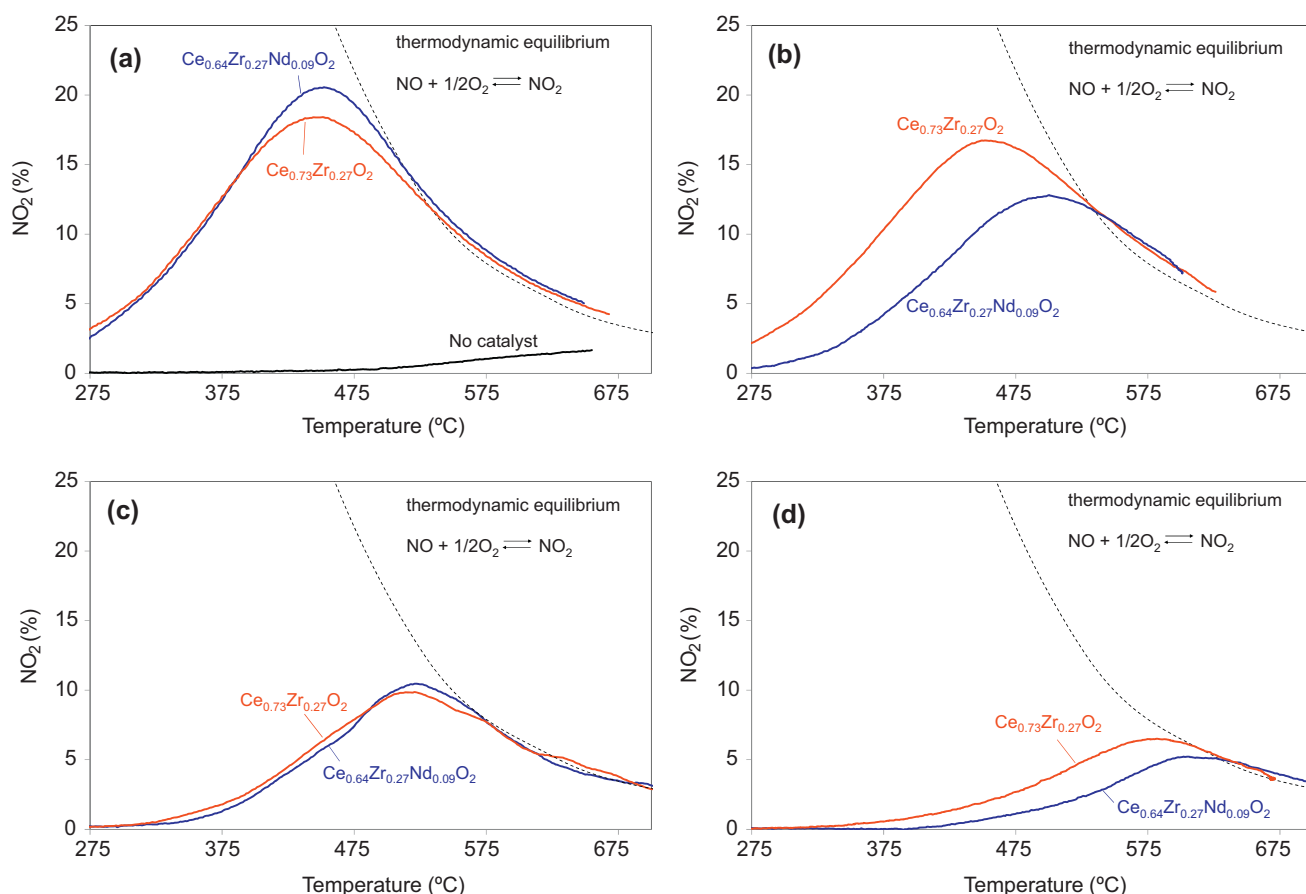 (a)
thermodynamic equilibrium
NO + 1/2O₂ ⇄ NO₂
Ce₀.₆₄Zr₀.₂₇Nd₀.₀₉O₂
Ce₀.₇₃Zr₀.₂₇O₂
No catalyst
NO₂ (%)
25
20
15
10
5
0
275 375 475 575 675
Temperature (ºC)
(b)
thermodynamic equilibrium
NO + 1/2O₂ ⇄ NO₂
Ce₀.₇₃Zr₀.₂₇O₂
Ce₀.₆₄Zr₀.₂₇Nd₀.₀₉O₂
NO₂ (%)
25
20
15
10
5
0
275 375 475 575 675
Temperature (ºC)
(c)
thermodynamic equilibrium
NO + 1/2O₂ ⇄ NO₂
Ce₀.₇₃Zr₀.₂₇O₂
Ce₀.₆₄Zr₀.₂₇Nd₀.₀₉O₂
NO₂ (%)
25
20
15
10
5
0
275 375 475 575 675
Temperature (ºC)
(d)
thermodynamic equilibrium
NO + 1/2O₂ ⇄ NO₂
Ce₀.₇₃Zr₀.₂₇O₂
Ce₀.₆₄Zr₀.₂₇Nd₀.₀₉O₂
NO₂ (%)
25
20
15
10
5
0
275 375 475 575 675
Temperature (ºC)